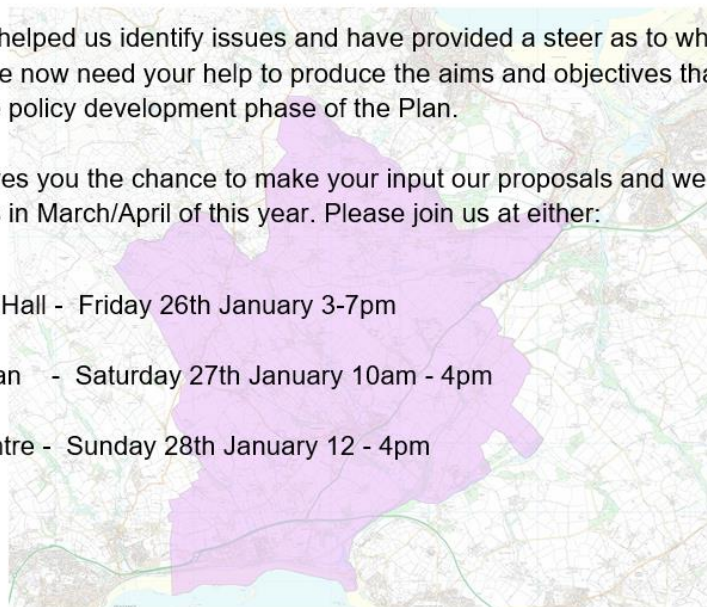 helped us identify issues and have provided a steer as to wh
e now need your help to produce the aims and objectives tha
policy development phase of the Plan.
es you the chance to make your input our proposals and we
in March/April of this year. Please join us at either:
Hall - Friday 26th January 3-7pm
an - Saturday 27th January 10am - 4pm
ntre - Sunday 28th January 12 - 4pm